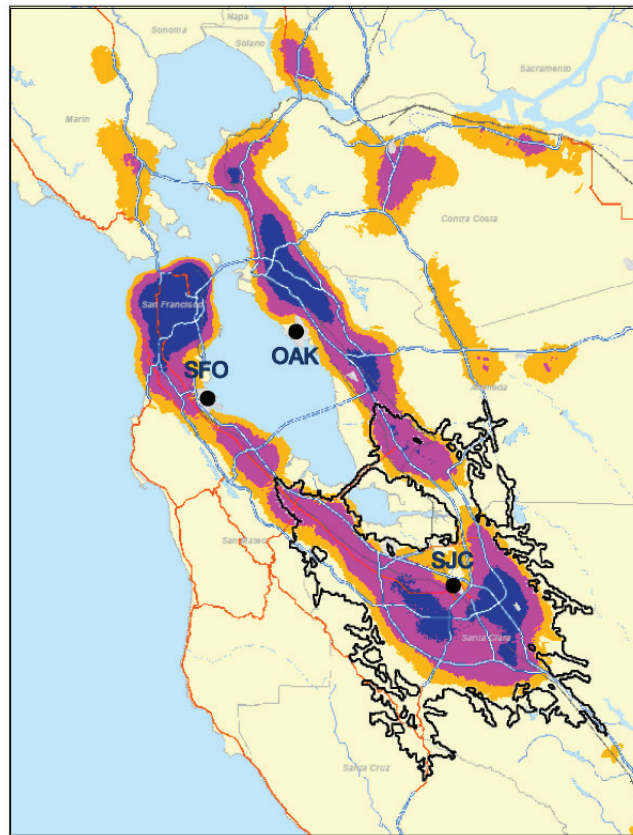 Napa
Sonoma
Solano
Sacramento
Marin
Contra Costa
San Francisco
OAK
SFO
Alameda
San Mateo
SJC
Santa Clara
Santa Cruz